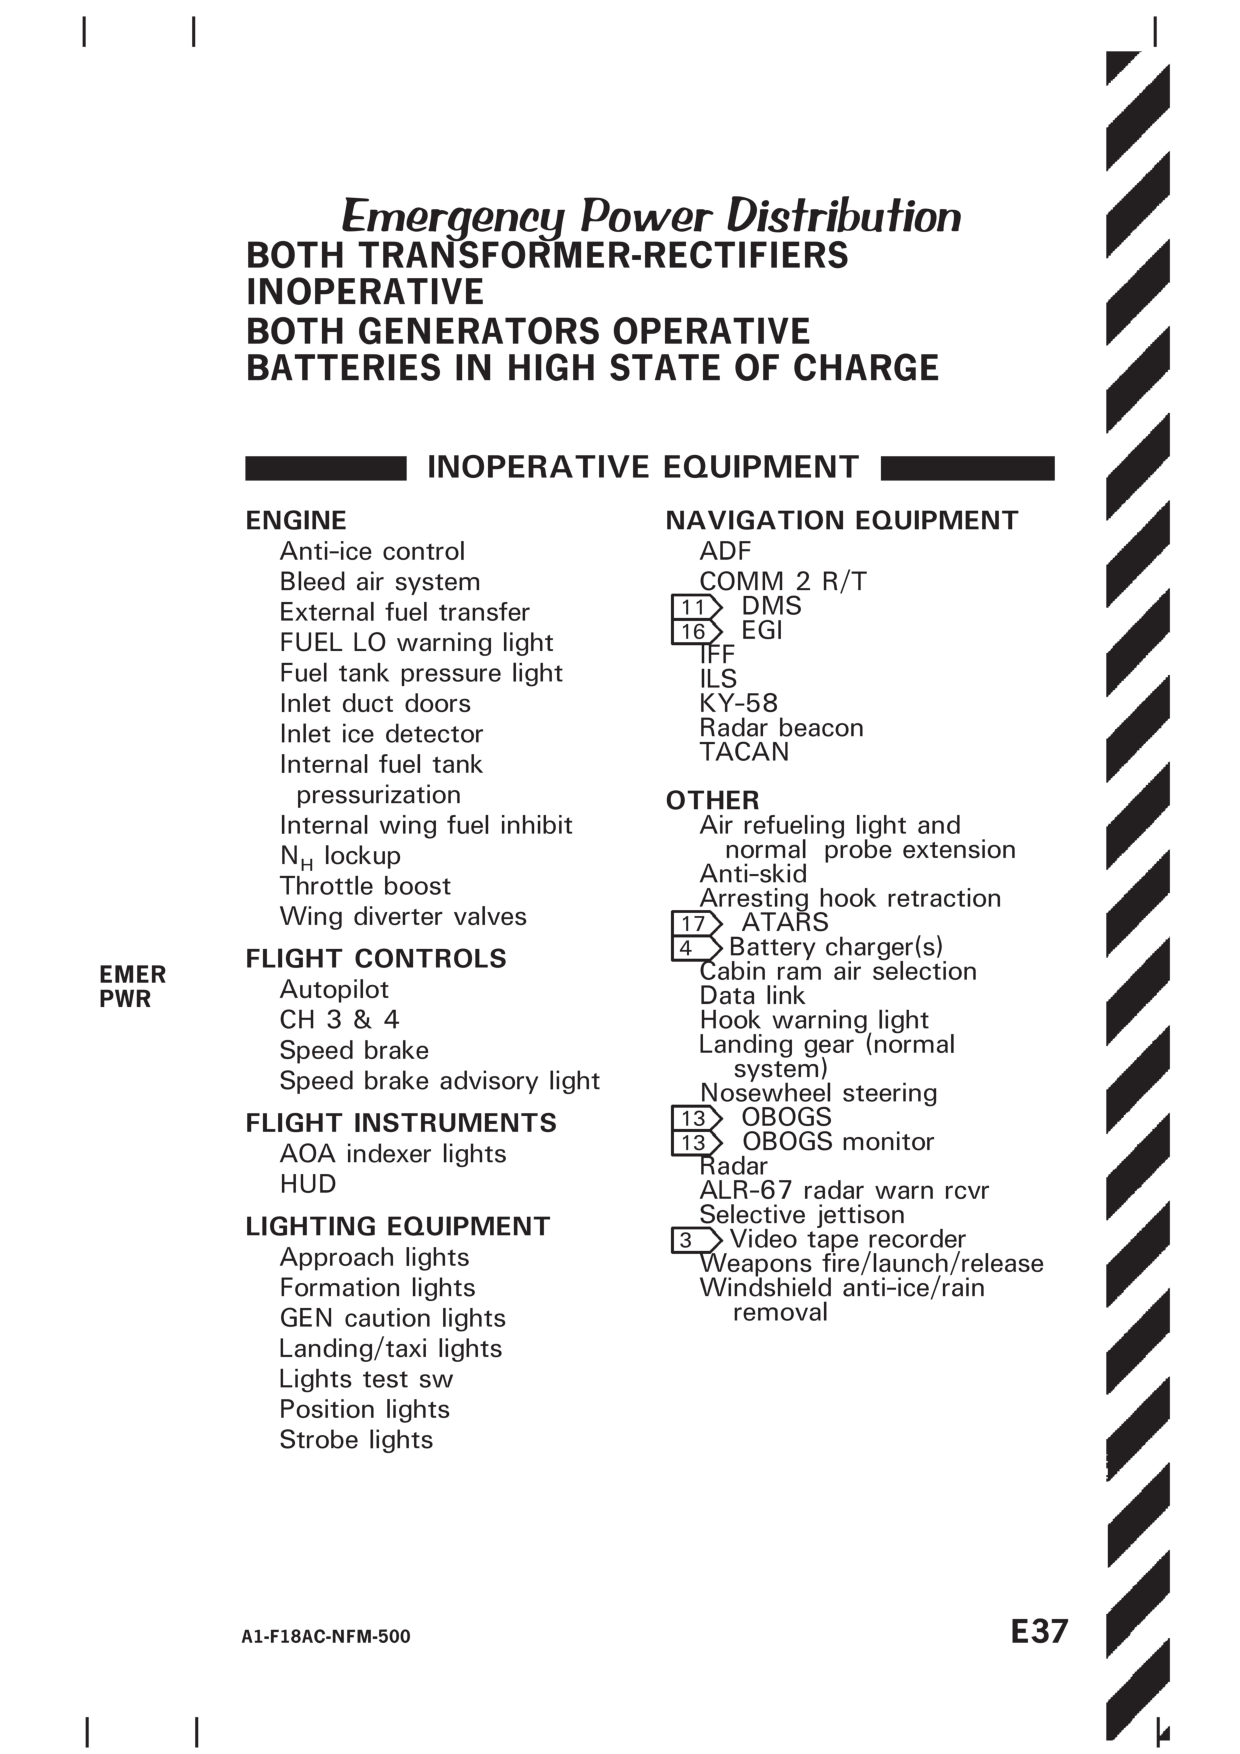 Emergency Power Distribution
BOTH TRANSFORMER-RECTIFIERS
INOPERATIVE
BOTH GENERATORS OPERATIVE
BATTERIES IN HIGH STATE OF CHARGE
INOPERATIVE EQUIPMENT
ENGINE
Anti-ice control
Bleed air system
External fuel transfer
FUEL LO warning light
Fuel tank pressure light
Inlet duct doors
Inlet ice detector
Internal fuel tank
pressurization
Internal wing fuel inhibit
NH lockup
Throttle boost
Wing diverter valves
FLIGHT CONTROLS
Autopilot
CH 3 & 4
Speed brake
Speed brake advisory light
FLIGHT INSTRUMENTS
AOA indexer lights
HUD
LIGHTING EQUIPMENT
Approach lights
Formation lights
GEN caution lights
Landing/taxi lights
Lights test sw
Position lights
Strobe lights
NAVIGATION EQUIPMENT
ADF
COMM 2 R/T
11 DMS
16 EGI
IFF
ILS
KY-58
Radar beacon
TACAN
OTHER
Air refueling light and
normal probe extension
Anti-skid
Arresting hook retraction
17 ATARS
4 Battery charger(s)
Cabin ram air selection
Data link
Hook warning light
Landing gear (normal
system)
Nosewheel steering
13 OBOGS
13 OBOGS monitor
Radar
ALR-67 radar warn rcvr
Selective jettison
3 Video tape recorder
Weapons fire/launch/release
Windshield anti-ice/rain
removal
EMER
PWR
A1-F18AC-NFM-500
E37